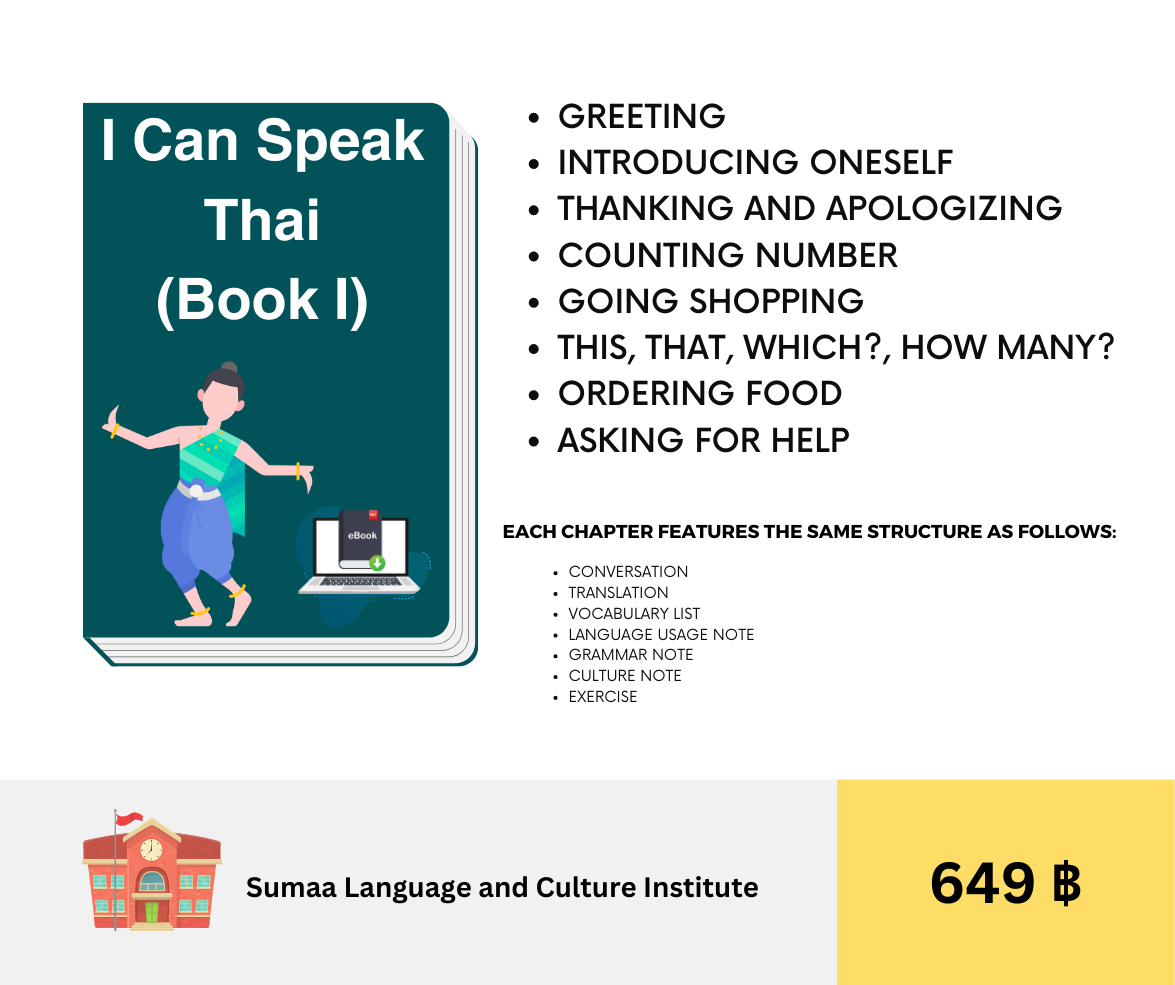 I Can Speak
Thai
(Book I)
eBook
GREETING
INTRODUCING ONESELF
THANKING AND APOLOGIZING
COUNTING NUMBER
GOING SHOPPING
THIS, THAT, WHICH?, HOW MANY?
ORDERING FOOD
ASKING FOR HELP
EACH CHAPTER FEATURES THE SAME STRUCTURE AS FOLLOWS:
CONVERSATION
TRANSLATION
VOCABULARY LIST
LANGUAGE USAGE NOTE
GRAMMAR NOTE
CULTURE NOTE
EXERCISE
Sumaa Language and Culture Institute
649 ฿